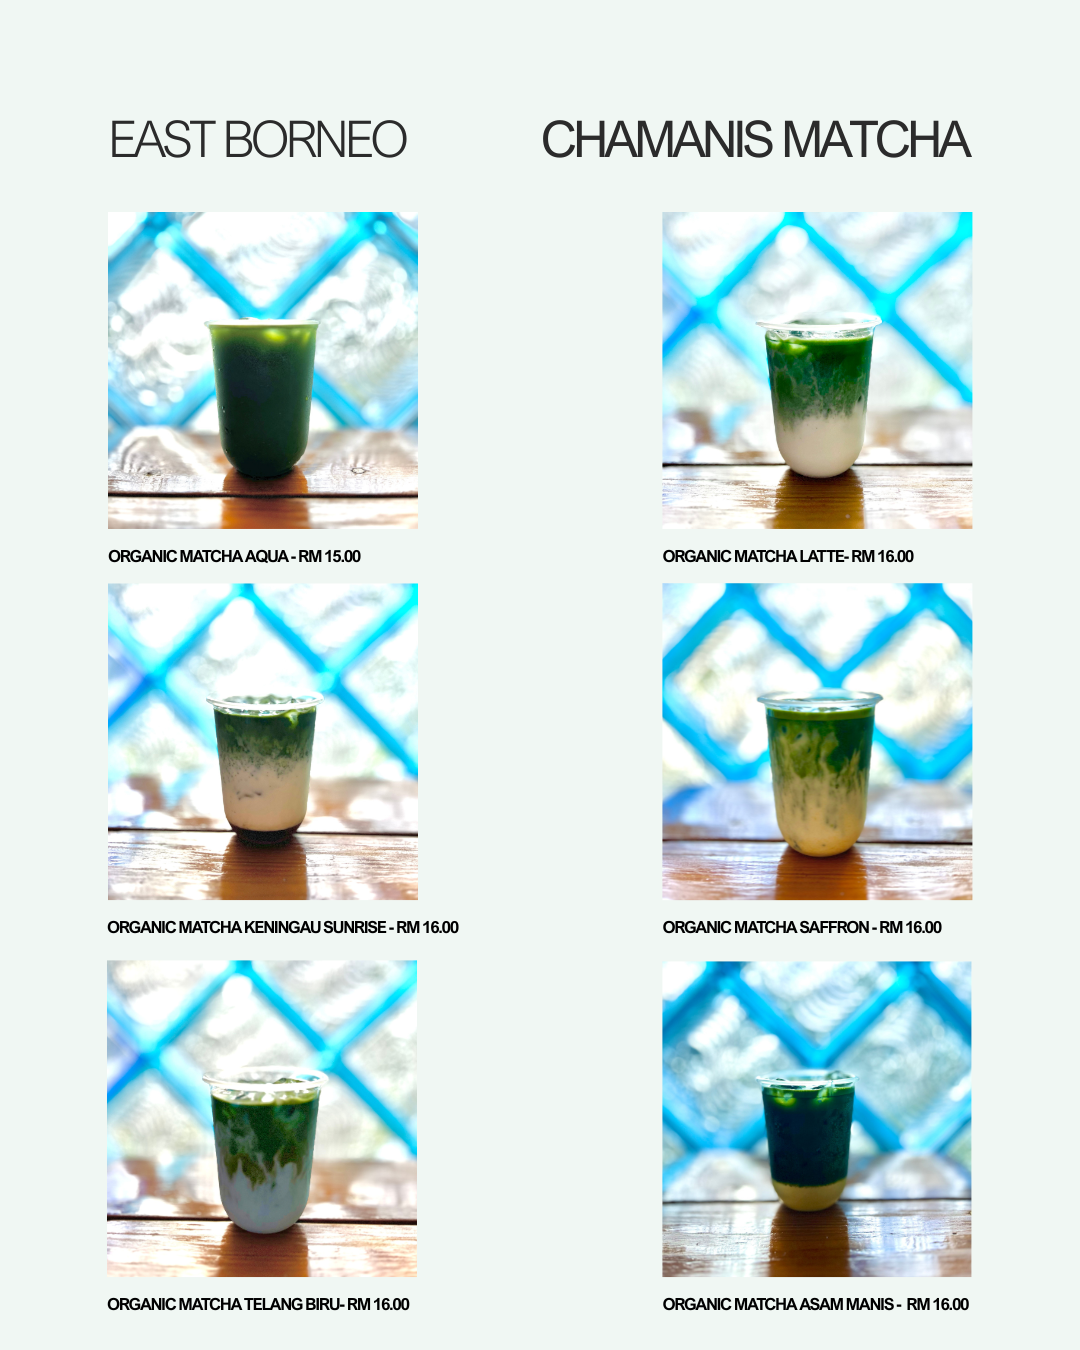 EAST BORNEO
CHAMANIS MATCHA
ORGANIC MATCHA AQUA - RM 15.00
ORGANIC MATCHA LATTE- RM 16.00
ORGANIC MATCHA KENINGAU SUNRISE - RM 16.00
ORGANIC MATCHA SAFFRON - RM 16.00
ORGANIC MATCHA TELANG BIRU- RM 16.00
ORGANIC MATCHA ASAM MANIS - RM 16.00